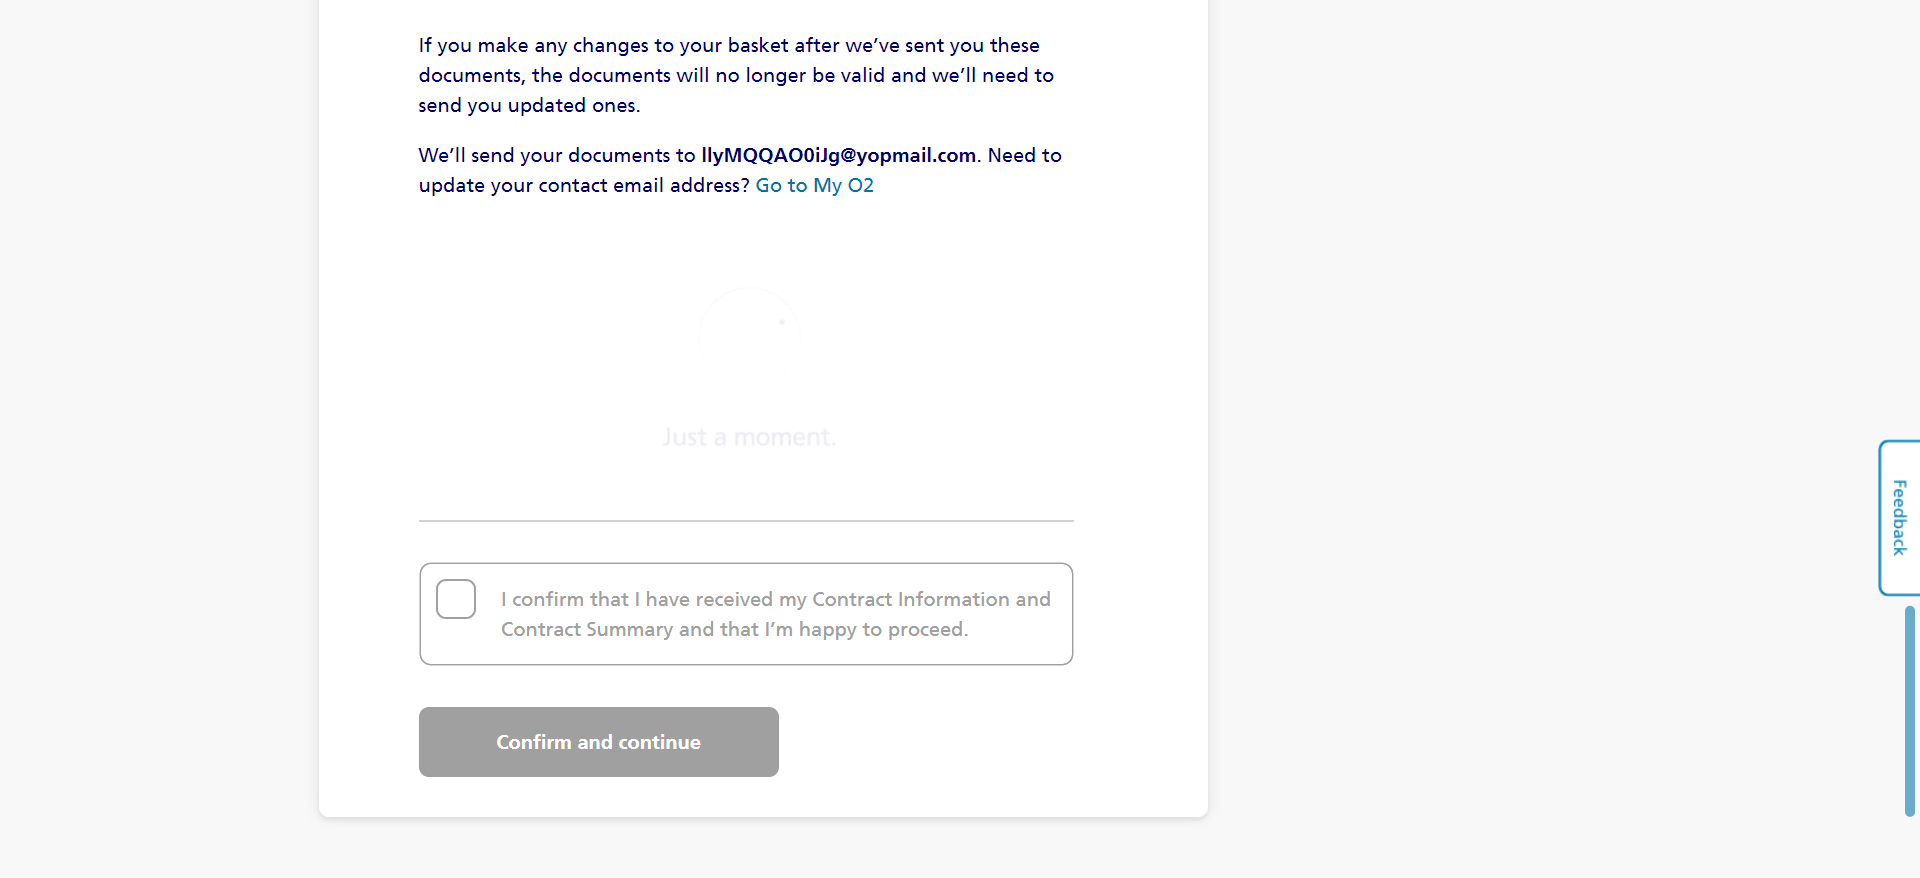 If you make any changes to your basket after we’ve sent you these
documents, the documents will no longer be valid and we’ll need to
send you updated ones.
We’ll send your documents to llyMQQAO0iJg@yopmail.com. Need to
update your contact email address? Go to My O2
Just a moment.
Feedback
I confirm that I have received my Contract Information and
Contract Summary and that I’m happy to proceed.
Confirm and continue